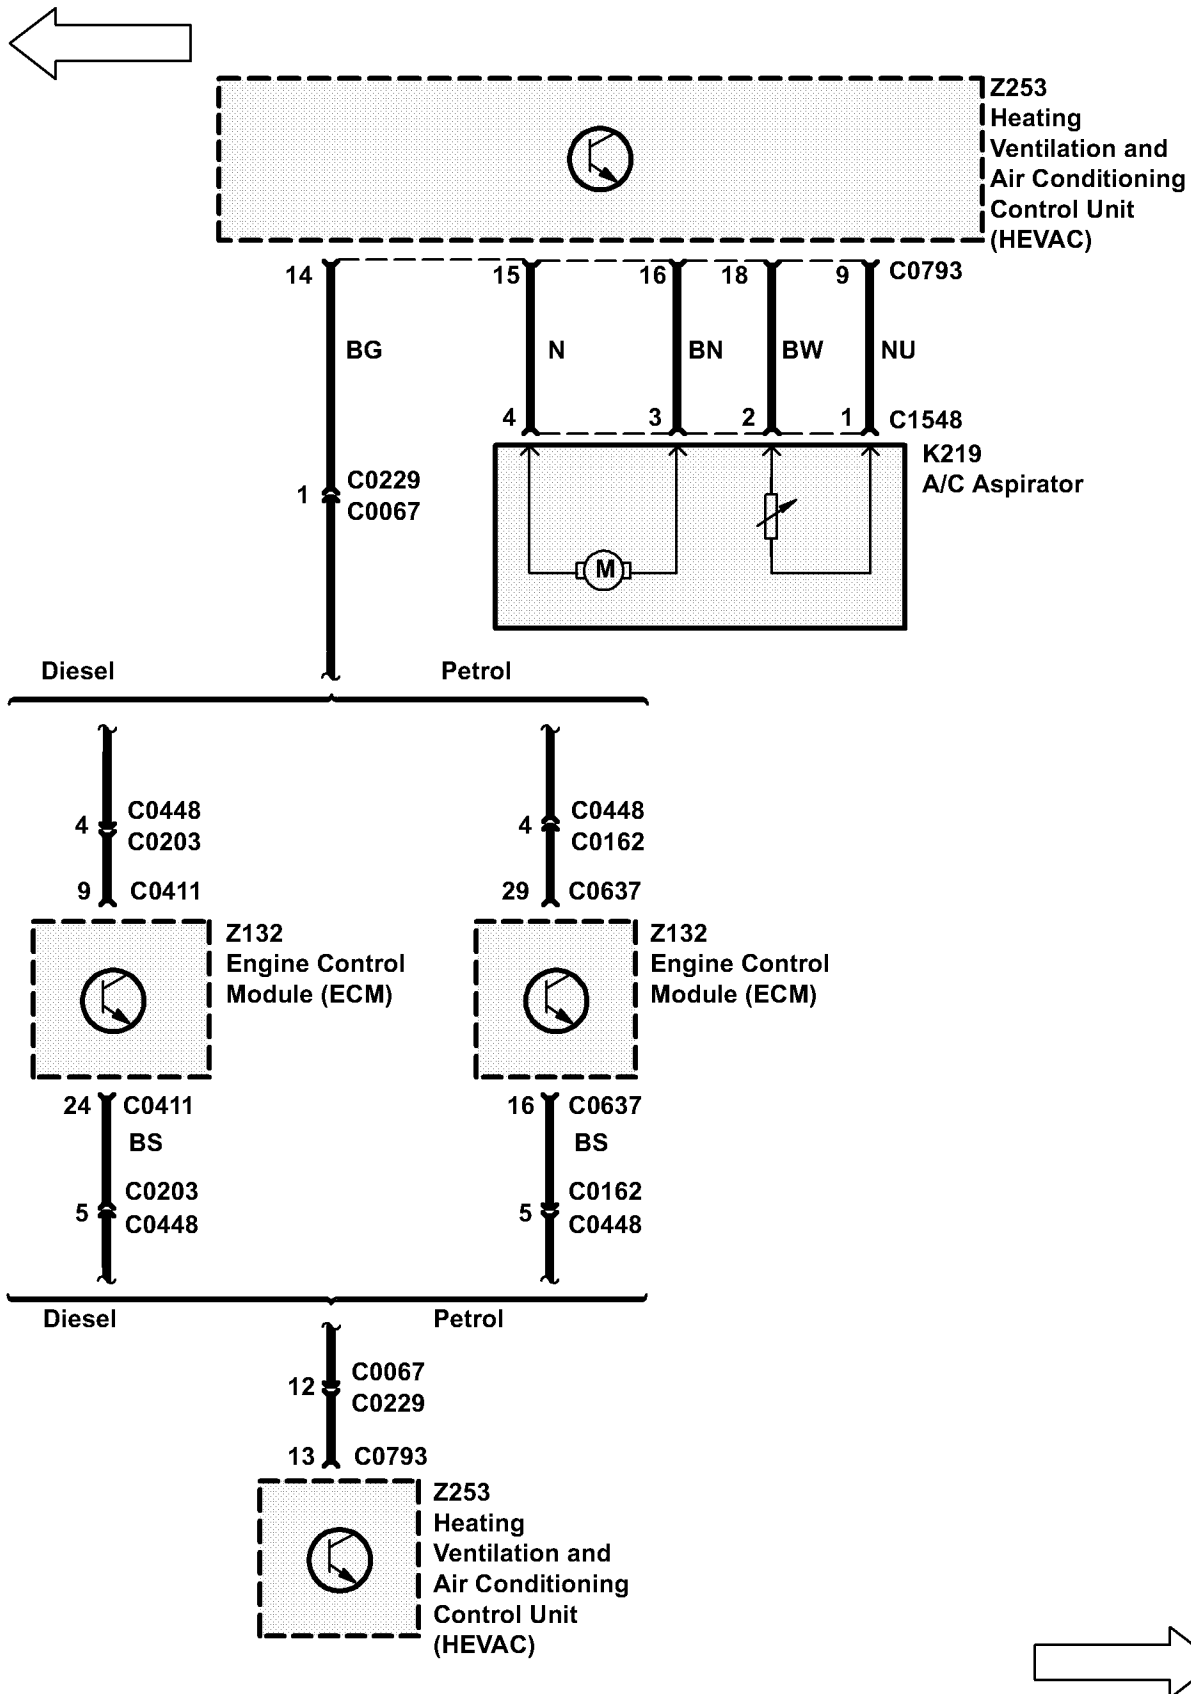 Z253
Heating
Ventilation and
Air Conditioning
Control Unit
(HEVAC)
14 15 16 18 9 C0793
BG N BN BW NU
4 3 2 1 C1548
K219
A/C Aspirator
1 C0229
C0067
M
Diesel Petrol
4 C0448
C0203
4 C0448
C0162
9 C0411
29 C0637
Z132
Engine Control
Module (ECM)
Z132
Engine Control
Module (ECM)
24 C0411
BS
16 C0637
BS
5 C0203
C0448
5 C0162
C0448
Diesel Petrol
12 C0067
C0229
13 C0793
Z253
Heating
Ventilation and
Air Conditioning
Control Unit
(HEVAC)